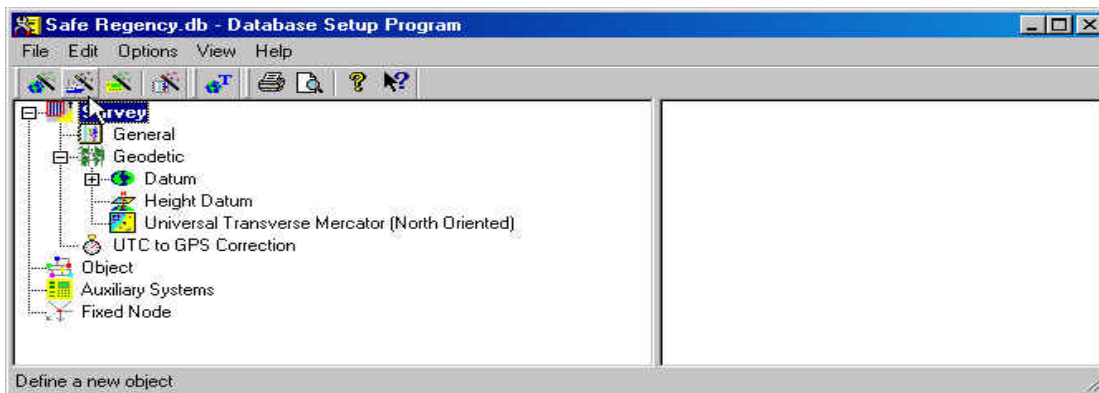 Safe Regency.db - Database Setup Program
File Edit Options View Help
Survey
General
Geodetic
Datum
Height Datum
Universal Transverse Mercator (North Oriented)
UTC to GPS Correction
Object
Auxiliary Systems
Fixed Node
Define a new object